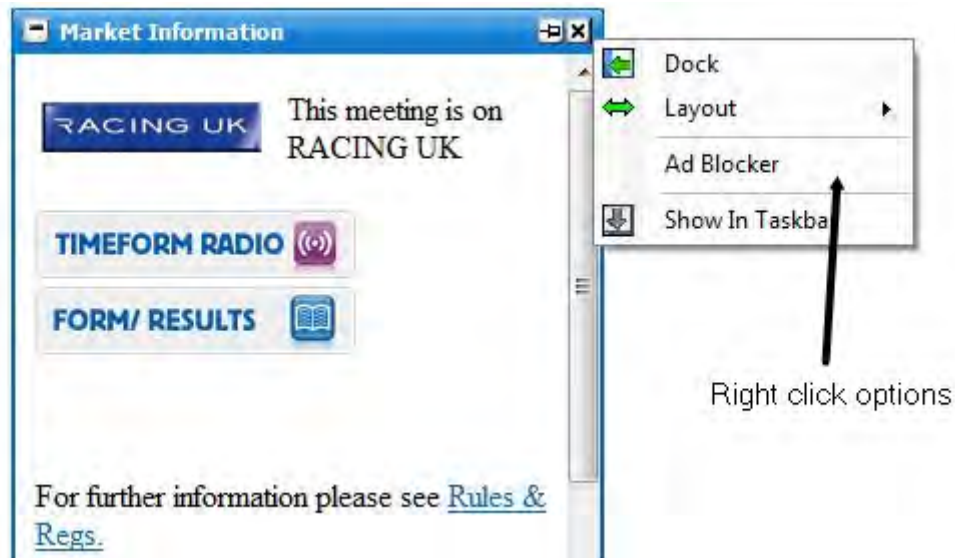 Market Information
RACING UK
This meeting is on
RACING UK
TIMEFORM RADIO
FORM/ RESULTS
For further information please see Rules &
Regs.
Dock
Layout
Ad Blocker
Show In Taskba
Right click options